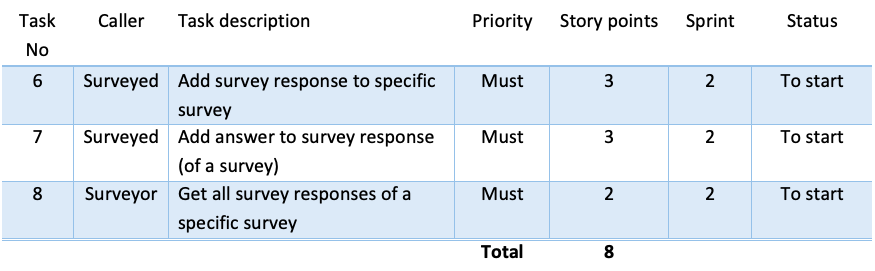 Task No Caller Task description Priority Story points Sprint Status
6 Surveyed Add survey response to specific survey Must 3 2 To start
7 Surveyed Add answer to survey response (of a survey) Must 3 2 To start
8 Surveyor Get all survey responses of a specific survey Must 2 2 To start
Total 8